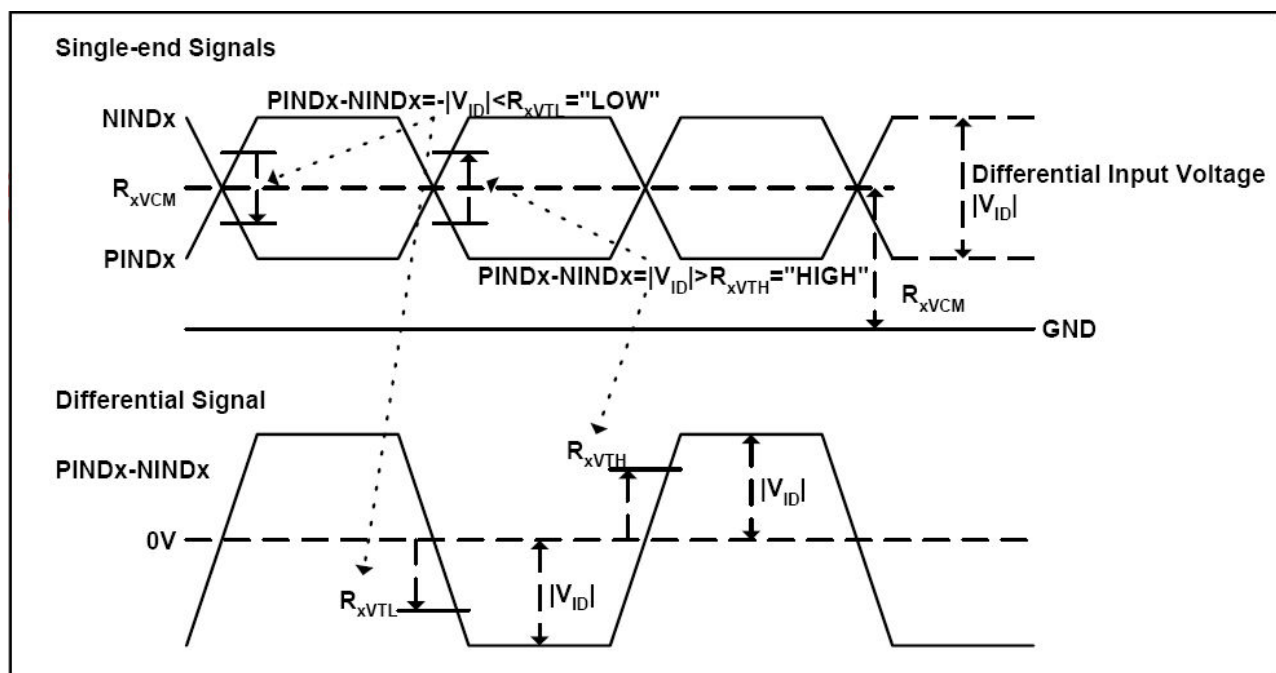 Single-end Signals
PINDx-NINDx=-|VID|<RxVTL="LOW"
NINDx
RxVCM
Differential Input Voltage
|VID|
PINDx
PINDx-NINDx=|VID|>RxVTH="HIGH"
RxVCM
GND
Differential Signal
RxVTH
PINDx-NINDx
|VID|
0V
RxVTL
|VID|